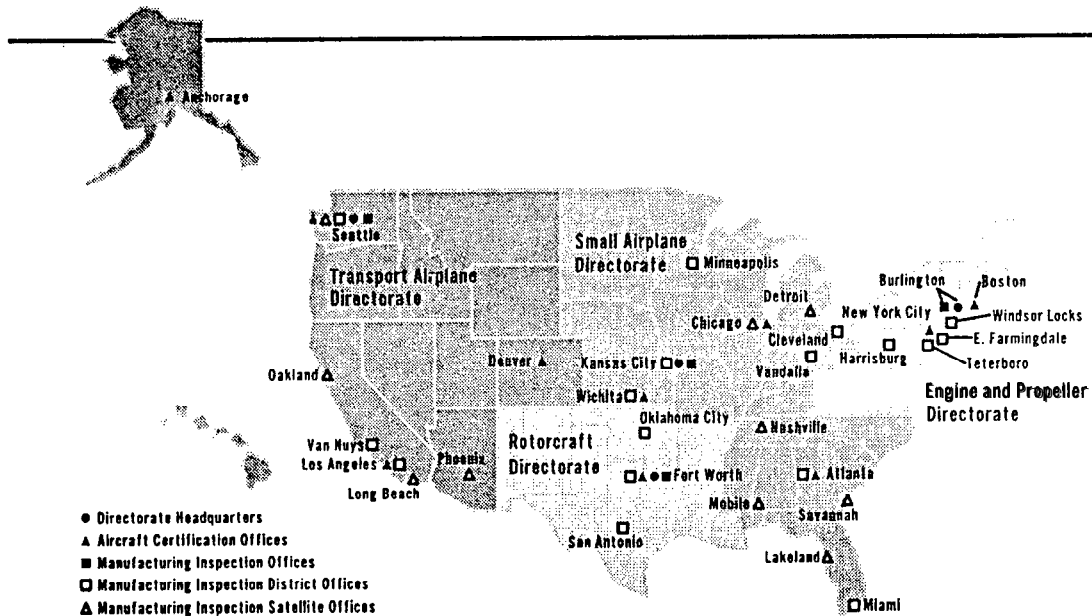 Anchorage
Seattle
Transport Airplane
Directorate
Small Airplane
Directorate
Minneapolis
Detroit
Chicago
Cleveland
Vandalia
Burlington
Boston
New York City
Windsor Locks
E. Farmingdale
Harrisburg
Teterboro
Engine and Propeller
Directorate
Oakland
Denver
Kansas City
Wichita
Oklahoma City
Nashville
Rotorcraft
Directorate
Van Nuys
Los Angeles
Long Beach
Phoenix
Fort Worth
Atlanta
Mobile
Savannah
San Antonio
Lakeland
Miami
Directorate Headquarters
Aircraft Certification Offices
Manufacturing Inspection Offices
Manufacturing Inspection District Offices
Manufacturing Inspection Satellite Offices